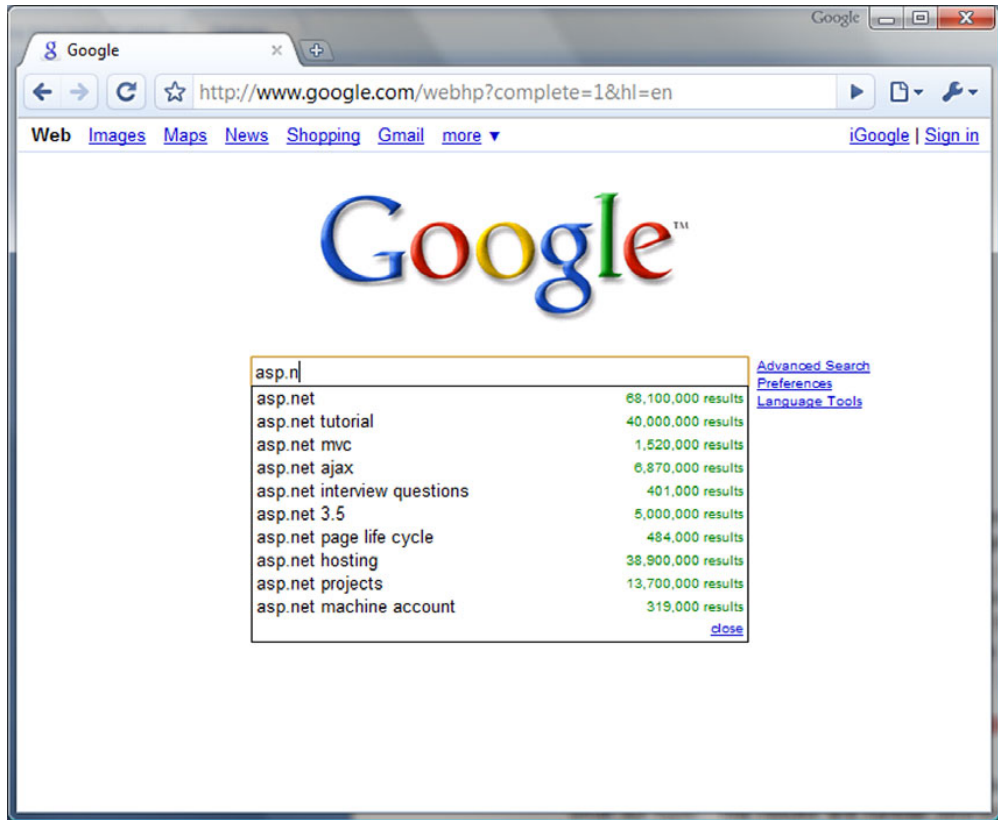 Google
Google
http://www.google.com/webhp?complete=1&hl=en
Web Images Maps News Shopping Gmail more ▼ iGoogle | Sign in
Google™
asp.n
Advanced Search
Preferences
Language Tools
asp.net 68,100,000 results
asp.net tutorial 40,000,000 results
asp.net mvc 1,520,000 results
asp.net ajax 6,870,000 results
asp.net interview questions 401,000 results
asp.net 3.5 5,000,000 results
asp.net page life cycle 484,000 results
asp.net hosting 38,900,000 results
asp.net projects 13,700,000 results
asp.net machine account 319,000 results
close